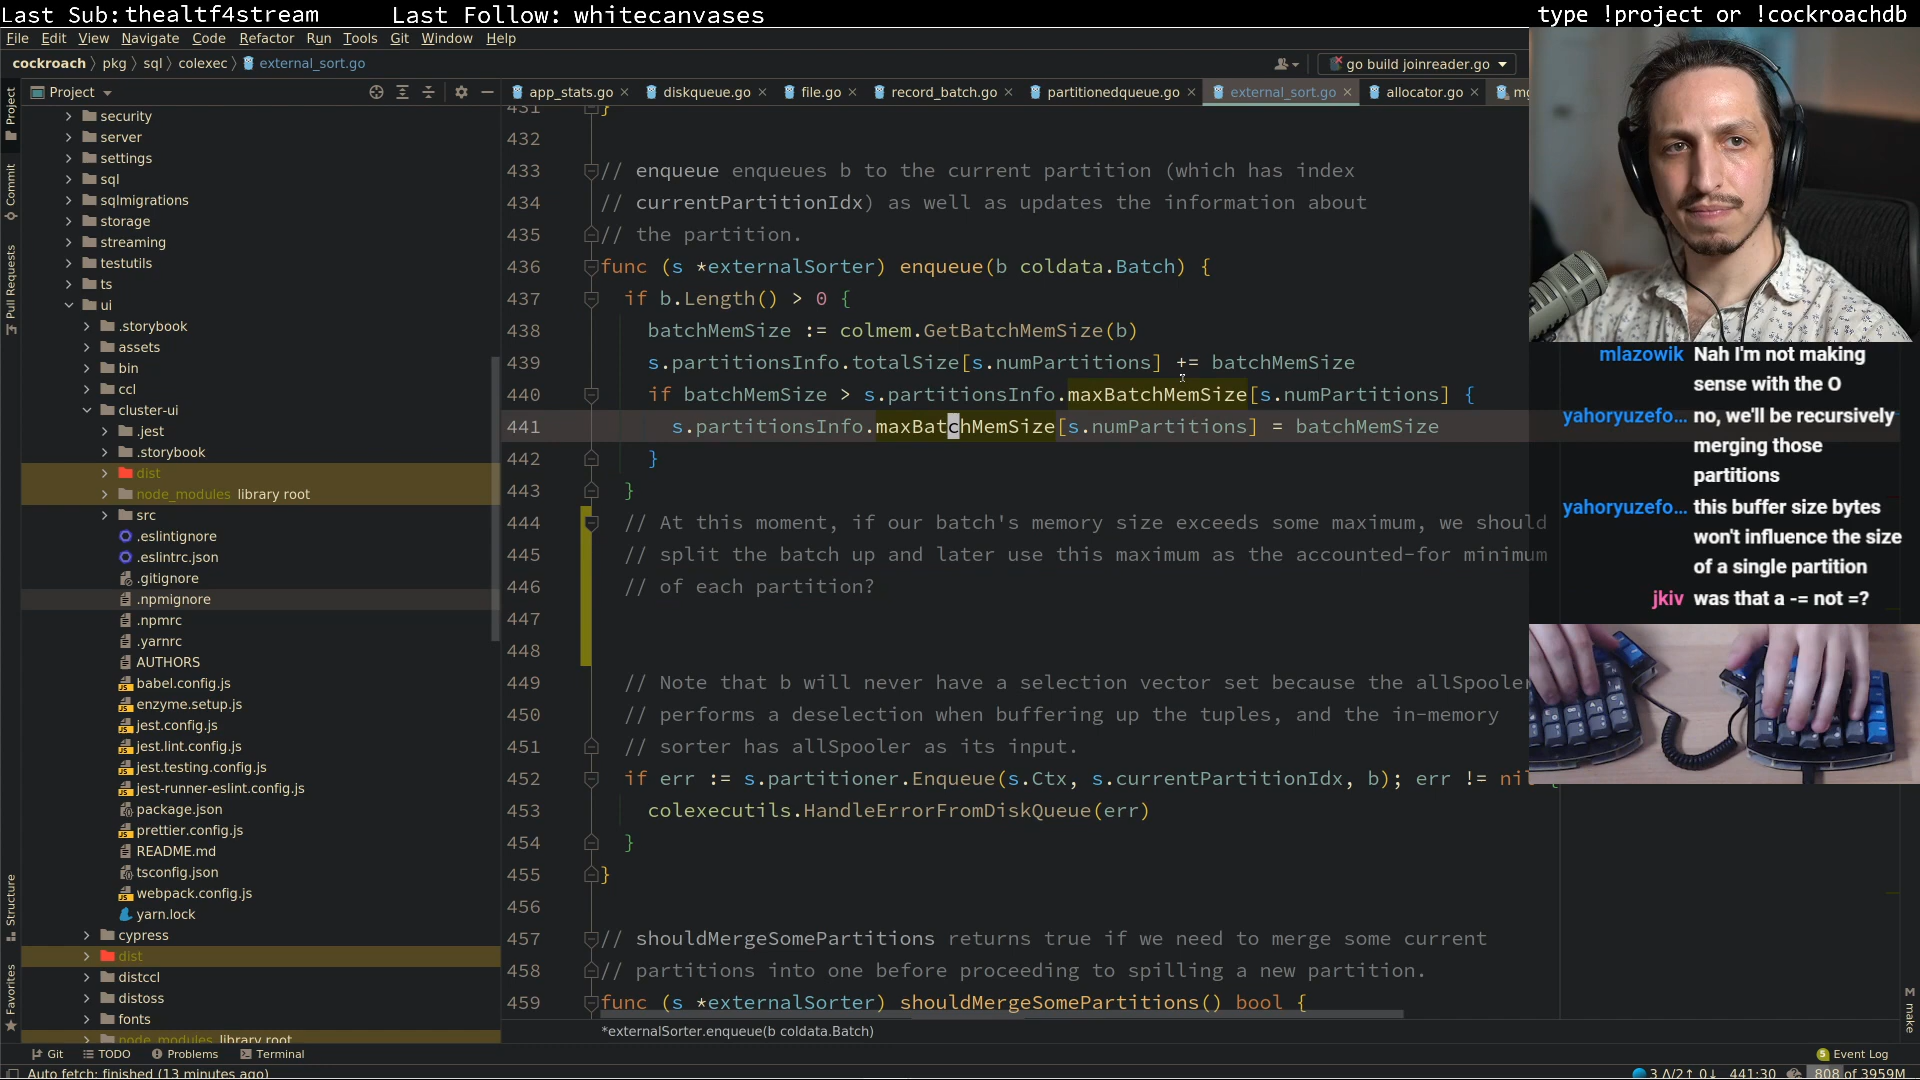 Last Sub:thealtf4stream
Last Follow: whitecanvases
type !project or !cockroachdb
File Edit View Navigate Code Refactor Run Tools Git Window Help
cockroach pkg sql colexec external_sort.go
go build joinreader.go
Project
app_stats.go
diskqueue.go
file.go
record_batch.go
partitionedqueue.go
external_sort.go
allocator.go
Project
Commit
Pull Requests
Structure
Favorites
security
server
settings
sql
sqlmigrations
storage
streaming
testutils
ts
ui
.storybook
assets
bin
ccl
cluster-ui
.jest
.storybook
dist
node_modules library root
src
.eslintignore
.eslintrc.json
.gitignore
.npmignore
.npmrc
.yarnrc
AUTHORS
babel.config.js
enzyme.setup.js
jest.config.js
jest.lint.config.js
jest.testing.config.js
jest-runner-eslint.config.js
package.json
prettier.config.js
README.md
tsconfig.json
webpack.config.js
yarn.lock
cypress
dist
distccl
distoss
fonts
node_modules library root
431 }
432
433 // enqueue enqueues b to the current partition (which has index
434 // currentPartitionIdx) as well as updates the information about
435 // the partition.
436 func (s *externalSorter) enqueue(b coldata.Batch) {
437 if b.Length() > 0 {
438 batchMemSize := colmem.GetBatchMemSize(b)
439 s.partitionsInfo.totalSize[s.numPartitions] += batchMemSize
440 if batchMemSize > s.partitionsInfo.maxBatchMemSize[s.numPartitions] {
441 s.partitionsInfo.maxBatchMemSize[s.numPartitions] = batchMemSize
442 }
443 }
444 // At this moment, if our batch's memory size exceeds some maximum, we should
445 // split the batch up and later use this maximum as the accounted-for minimum
446 // of each partition?
447
448
449 // Note that b will never have a selection vector set because the allSpooler
450 // performs a deselection when buffering up the tuples, and the in-memory
451 // sorter has allSpooler as its input.
452 if err := s.partitioner.Enqueue(s.Ctx, s.currentPartitionIdx, b); err != nil {
453 colexecutils.HandleErrorFromDiskQueue(err)
454 }
455 }
456
457 // shouldMergeSomePartitions returns true if we need to merge some current
458 // partitions into one before proceeding to spilling a new partition.
459 func (s *externalSorter) shouldMergeSomePartitions() bool {
*externalSorter.enqueue(b coldata.Batch)
mlazowik Nah I'm not making
sense with the O
yahoryuzefo... no, we'll be recursively
merging those
partitions
yahoryuzefo... this buffer size bytes
won't influence the size
of a single partition
jkiv was that a -= not =?
make
Git TODO Problems Terminal
5 Event Log
Auto fetch: finished (13 minutes ago)
441:30
808 of 3959M